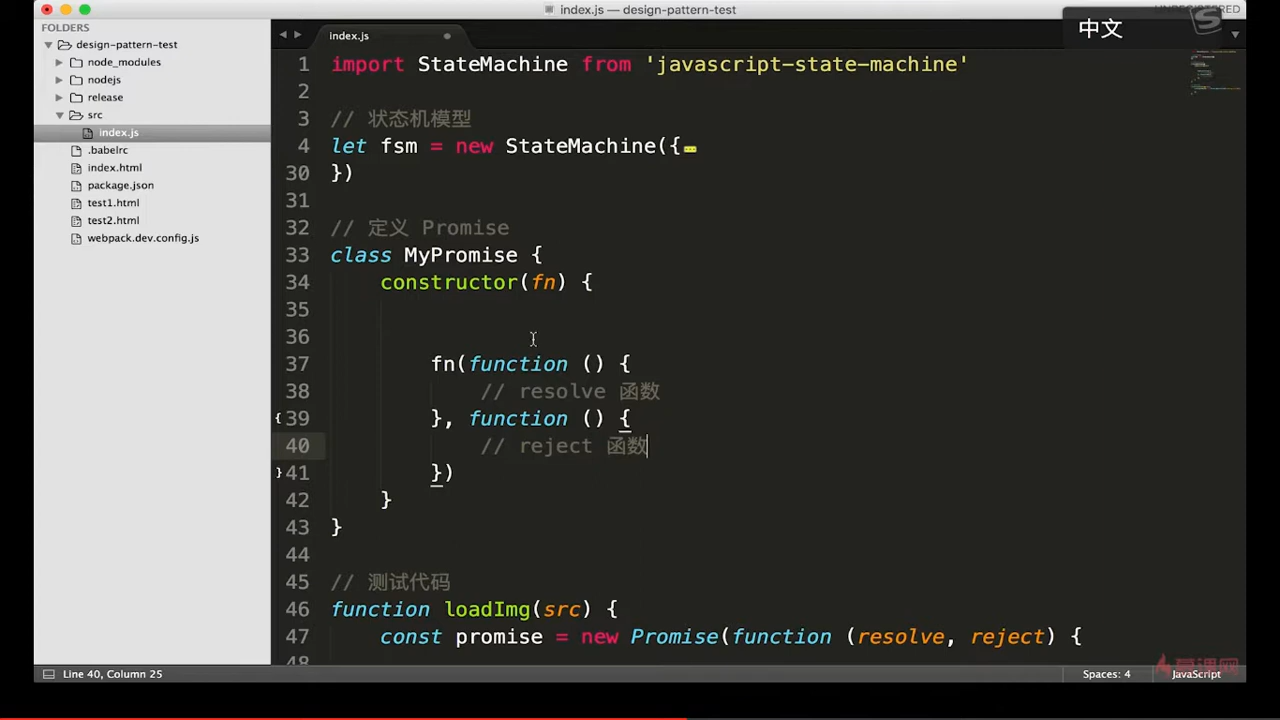 index.js — design-pattern-test
UNREGISTERED
中文
FOLDERS
design-pattern-test
node_modules
nodejs
release
src
index.js
.babelrc
index.html
package.json
test1.html
test2.html
webpack.dev.config.js
index.js
1 import StateMachine from 'javascript-state-machine'
2
3 // 状态机模型
4 let fsm = new StateMachine({
30 })
31
32 // 定义 Promise
33 class MyPromise {
34 constructor(fn) {
35
36
37 fn(function () {
38 // resolve 函数
39 }, function () {
40 // reject 函数
41 })
42 }
43 }
44
45 // 测试代码
46 function loadImg(src) {
47 const promise = new Promise(function (resolve, reject) {
48
慕课网
Line 40, Column 25
Spaces: 4
JavaScript